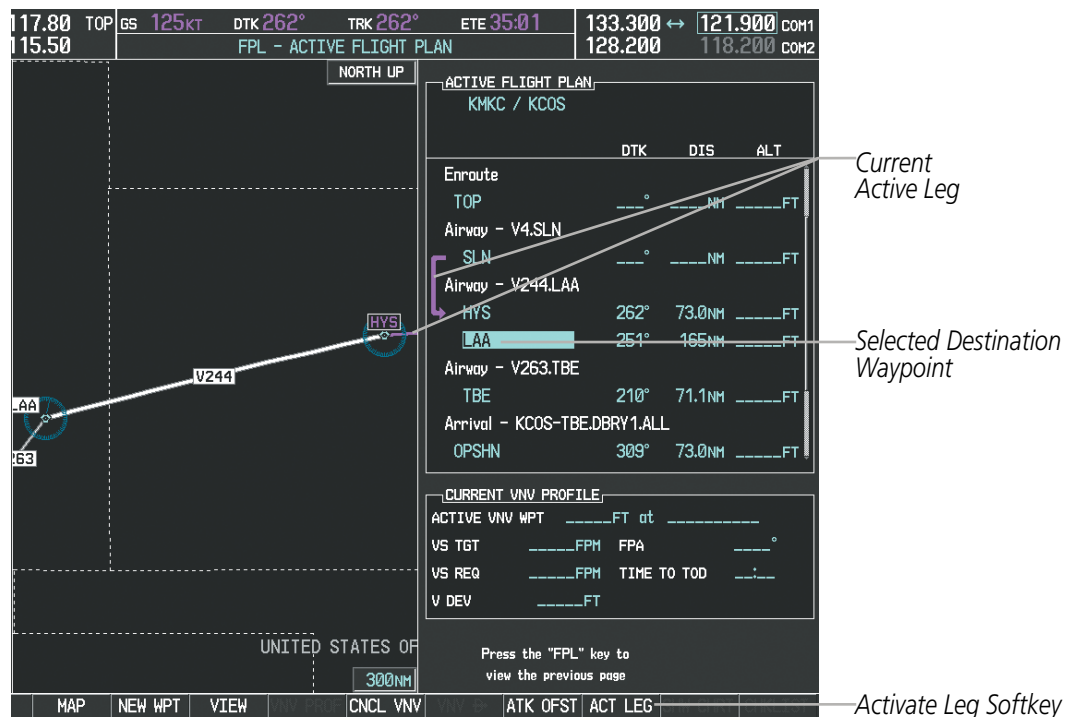 117.80 TOP GS 125KT DTK 262° TRK 262° ETE 35:01 133.300 ↔ 121.900 COM1
115.50 FPL – ACTIVE FLIGHT PLAN 128.200 118.200 COM2
NORTH UP
ACTIVE FLIGHT PLAN
KMKC / KCOS
DTK DIS ALT
Enroute
TOP ___° ____NM _____FT
Airway – V4.SLN
SLN ___° ____NM _____FT
Airway – V244.LAA
HYS 262° 73.0NM _____FT
LAA 251° 165NM _____FT
Airway – V263.TBE
TBE 210° 71.1NM _____FT
Arrival – KCOS-TBE.DBRY1.ALL
OPSHN 309° 73.0NM _____FT
HYS
V244
LAA
263
CURRENT VNV PROFILE
ACTIVE VNV WPT _____FT at __________
VS TGT _____FPM FPA ____°
VS REQ _____FPM TIME TO TOD __:__
V DEV _____FT
UNITED STATES OF
300NM
Press the "FPL" key to
view the previous page
MAP NEW WPT VIEW VNV PROF CNCL VNV VNV ATK OFST ACT LEG
Current
Active Leg
Selected Destination
Waypoint
Activate Leg Softkey